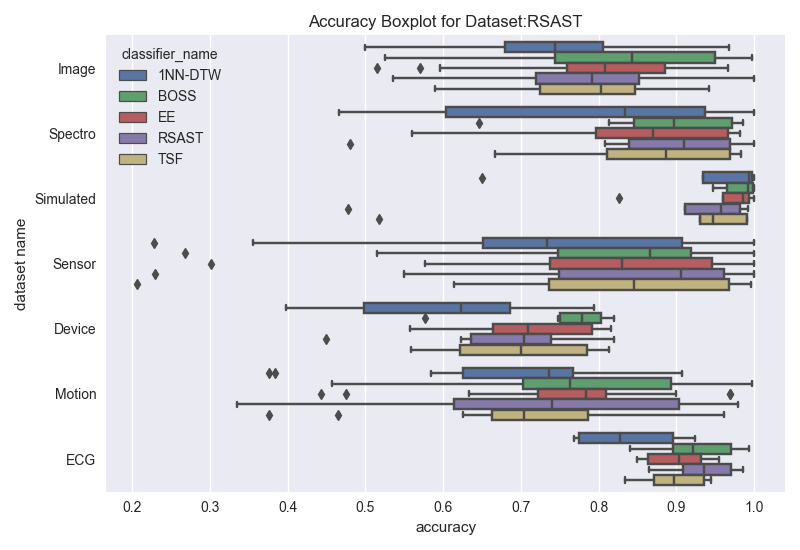 Accuracy Boxplot for Dataset:RSAST
classifier_name
1NN-DTW
BOSS
EE
RSAST
TSF
dataset name
Image
Spectro
Simulated
Sensor
Device
Motion
ECG
0.2 0.3 0.4 0.5 0.6 0.7 0.8 0.9 1.0
accuracy